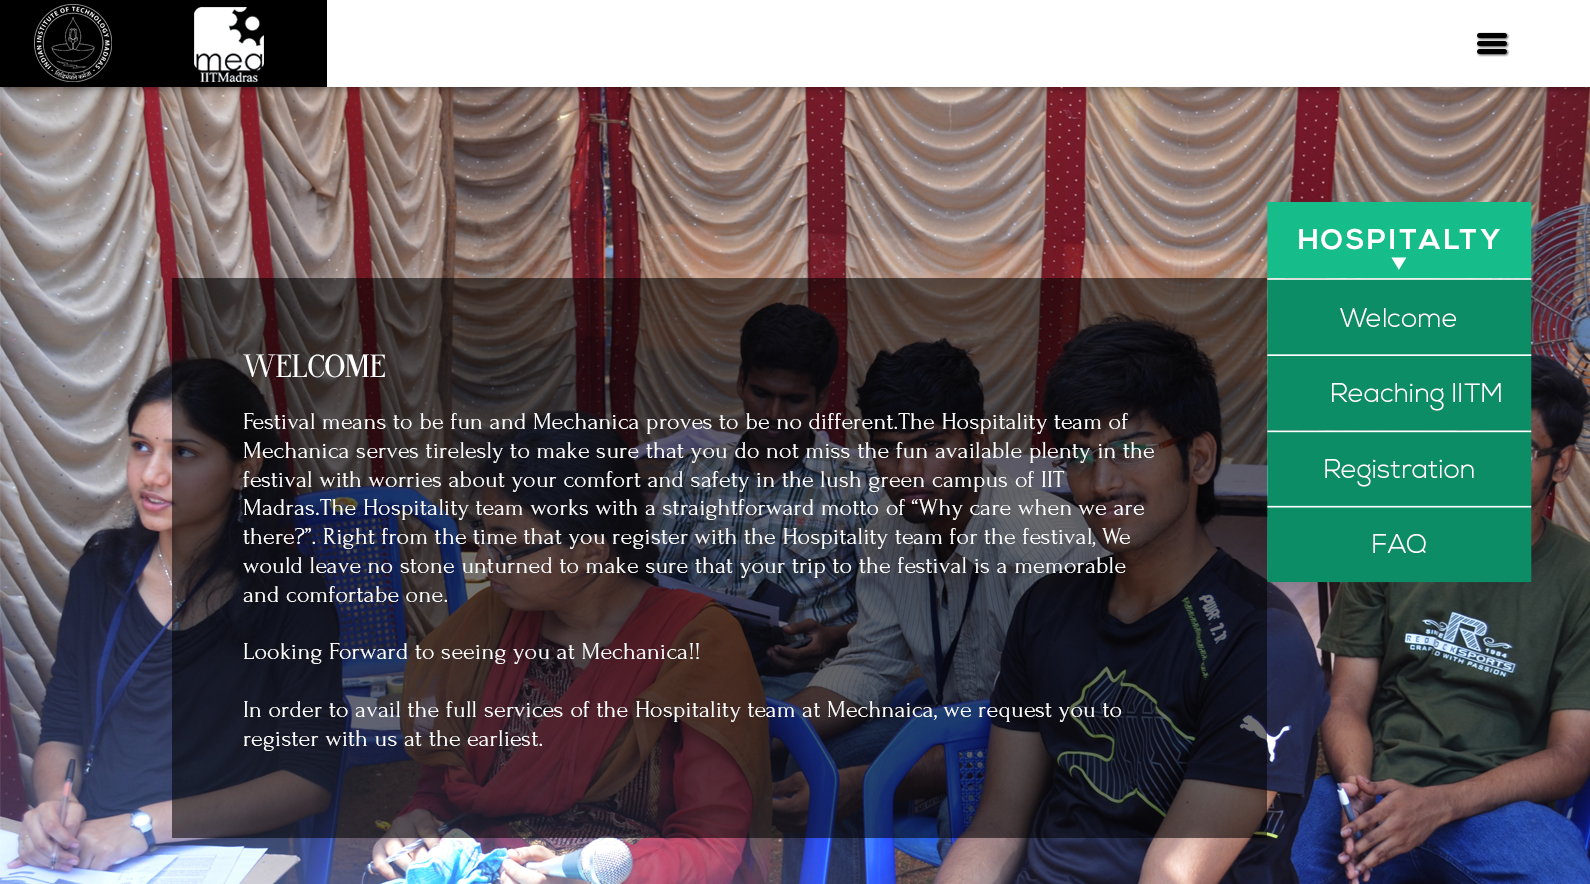 INDIAN INSTITUTE OF TECHNOLOGY MADRAS
mea
IITMadras
HOSPITALTY
Welcome
Reaching IITM
Registration
FAQ
WELCOME
Festival means to be fun and Mechanica proves to be no different.The Hospitality team of
Mechanica serves tirelesly to make sure that you do not miss the fun available plenty in the
festival with worries about your comfort and safety in the lush green campus of IIT
Madras.The Hospitality team works with a straightforward motto of “Why care when we are
there?”. Right from the time that you register with the Hospitality team for the festival, We
would leave no stone unturned to make sure that your trip to the festival is a memorable
and comfortabe one.
Looking Forward to seeing you at Mechanica!!
In order to avail the full services of the Hospitality team at Mechnaica, we request you to
register with us at the earliest.
R
1984
SPORTS
WITH PASSION